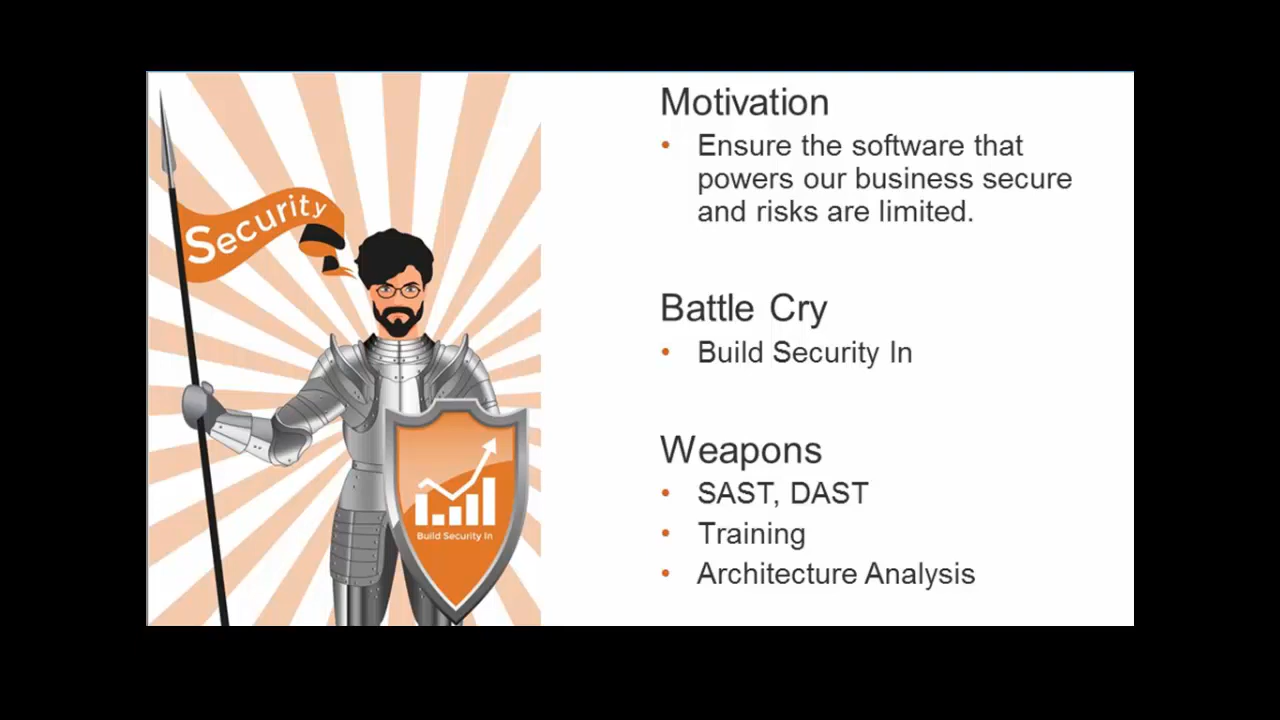 Security
Build Security In
Motivation
• Ensure the software that
powers our business secure
and risks are limited.
Battle Cry
• Build Security In
Weapons
• SAST, DAST
• Training
• Architecture Analysis